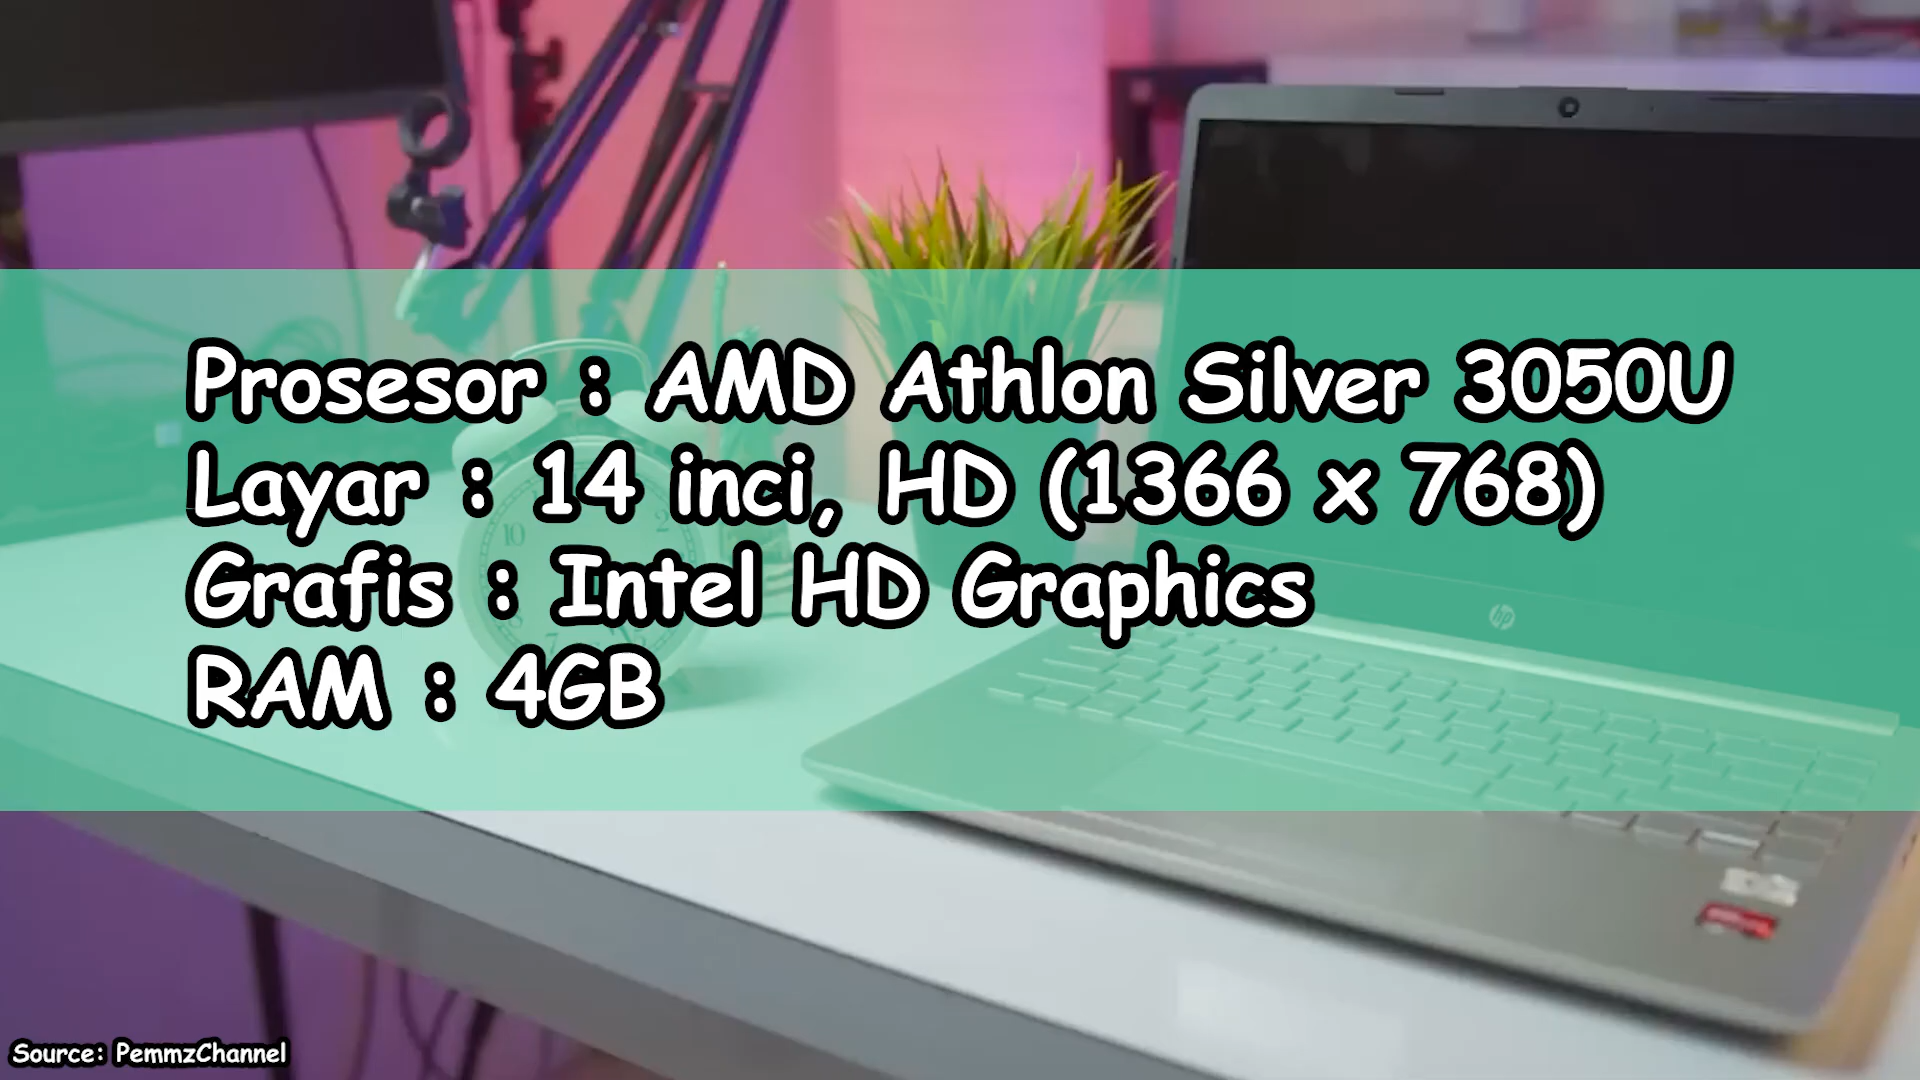 Prosesor : AMD Athlon Silver 3050U
Layar : 14 inci, HD (1366 x 768)
Grafis : Intel HD Graphics
RAM : 4GB
hp
Source: PemmzChannel